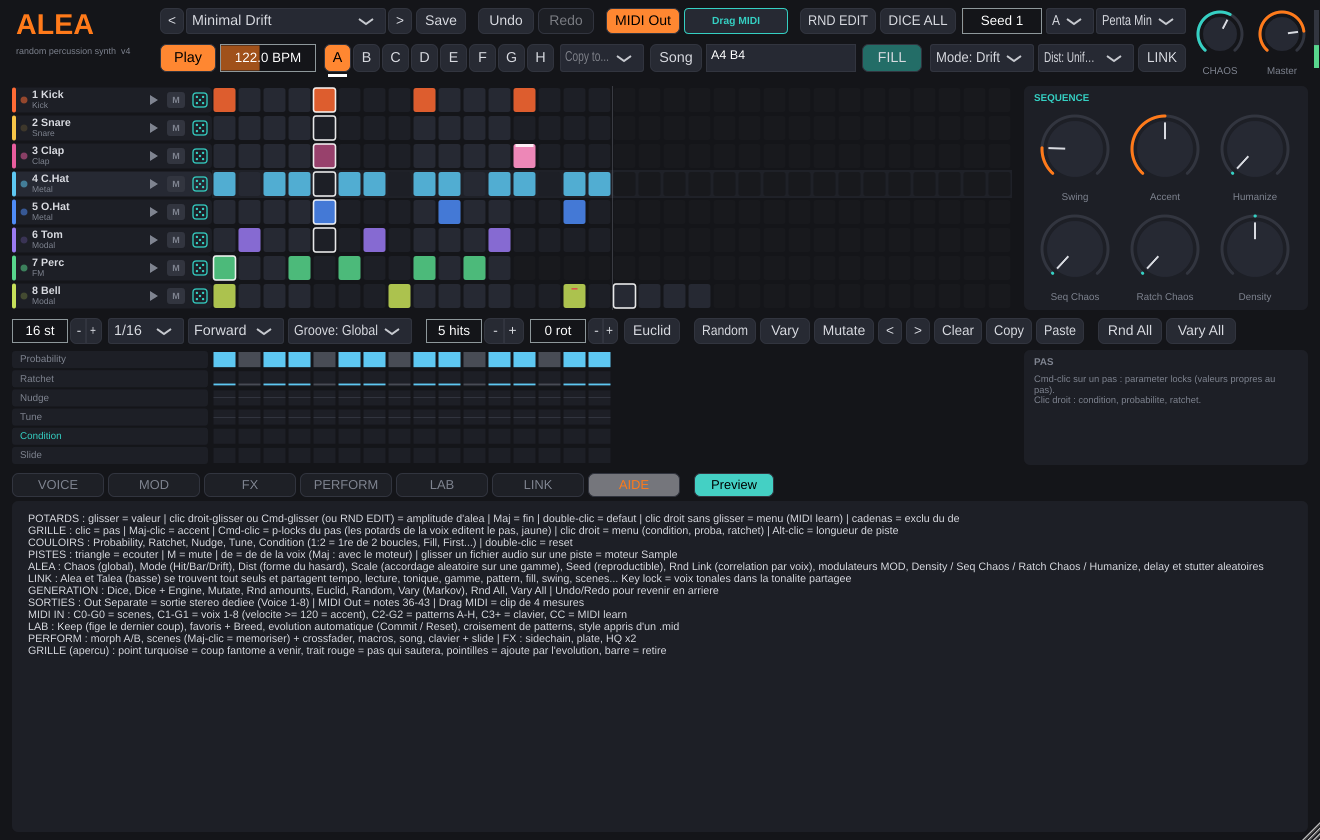 ALEA
random percussion synth v4
< Minimal Drift > Save Undo Redo MIDI Out Drag MIDI RND EDIT DICE ALL Seed 1 A Penta Min
Play 122.0 BPM A B C D E F G H Copy to... Song A4 B4 FILL Mode: Drift Dist: Unif... LINK
CHAOS Master
1 Kick
Kick
M
2 Snare
Snare
M
3 Clap
Clap
M
4 C.Hat
Metal
M
5 O.Hat
Metal
M
6 Tom
Modal
M
7 Perc
FM
M
8 Bell
Modal
M
SEQUENCE
Swing Accent Humanize
Seq Chaos Ratch Chaos Density
16 st - + 1/16 Forward Groove: Global 5 hits - + 0 rot - + Euclid Random Vary Mutate < > Clear Copy Paste Rnd All Vary All
Probability
Ratchet
Nudge
Tune
Condition
Slide
PAS
Cmd-clic sur un pas : parameter locks (valeurs propres au
pas).
Clic droit : condition, probabilite, ratchet.
VOICE MOD FX PERFORM LAB LINK AIDE Preview
POTARDS : glisser = valeur | clic droit-glisser ou Cmd-glisser (ou RND EDIT) = amplitude d'alea | Maj = fin | double-clic = defaut | clic droit sans glisser = menu (MIDI learn) | cadenas = exclu du de
GRILLE : clic = pas | Maj-clic = accent | Cmd-clic = p-locks du pas (les potards de la voix editent le pas, jaune) | clic droit = menu (condition, proba, ratchet) | Alt-clic = longueur de piste
COULOIRS : Probability, Ratchet, Nudge, Tune, Condition (1:2 = 1re de 2 boucles, Fill, First...) | double-clic = reset
PISTES : triangle = ecouter | M = mute | de = de de la voix (Maj : avec le moteur) | glisser un fichier audio sur une piste = moteur Sample
ALEA : Chaos (global), Mode (Hit/Bar/Drift), Dist (forme du hasard), Scale (accordage aleatoire sur une gamme), Seed (reproductible), Rnd Link (correlation par voix), modulateurs MOD, Density / Seq Chaos / Ratch Chaos / Humanize, delay et stutter aleatoires
LINK : Alea et Talea (basse) se trouvent tout seuls et partagent tempo, lecture, tonique, gamme, pattern, fill, swing, scenes... Key lock = voix tonales dans la tonalite partagee
GENERATION : Dice, Dice + Engine, Mutate, Rnd amounts, Euclid, Random, Vary (Markov), Rnd All, Vary All | Undo/Redo pour revenir en arriere
SORTIES : Out Separate = sortie stereo dediee (Voice 1-8) | MIDI Out = notes 36-43 | Drag MIDI = clip de 4 mesures
MIDI IN : C0-G0 = scenes, C1-G1 = voix 1-8 (velocite >= 120 = accent), C2-G2 = patterns A-H, C3+ = clavier, CC = MIDI learn
LAB : Keep (fige le dernier coup), favoris + Breed, evolution automatique (Commit / Reset), croisement de patterns, style appris d'un .mid
PERFORM : morph A/B, scenes (Maj-clic = memoriser) + crossfader, macros, song, clavier + slide | FX : sidechain, plate, HQ x2
GRILLE (apercu) : point turquoise = coup fantome a venir, trait rouge = pas qui sautera, pointilles = ajoute par l'evolution, barre = retire